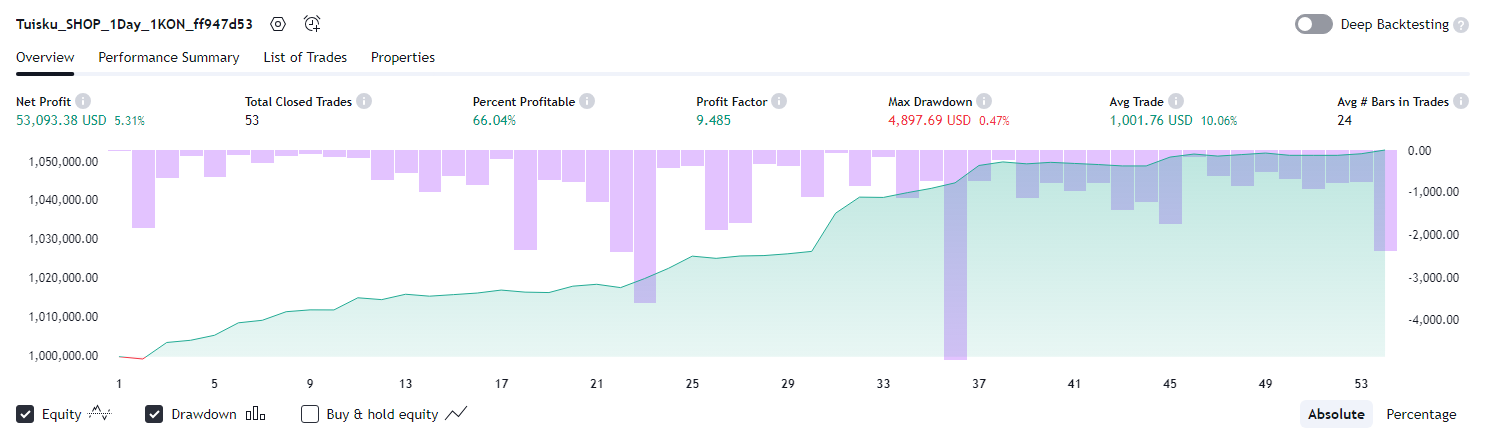 Tuisku_SHOP_1Day_1KON_ff947d53
Deep Backtesting ?
Overview Performance Summary List of Trades Properties
Net Profit Total Closed Trades Percent Profitable Profit Factor Max Drawdown Avg Trade Avg # Bars in Trades
53,093.38 USD 5.31% 53 66.04% 9.485 4,897.69 USD 0.47% 1,001.76 USD 10.06% 24
1,050,000.00 0.00
1,040,000.00 -1,000.00
1,030,000.00 -2,000.00
1,020,000.00 -3,000.00
1,010,000.00 -4,000.00
1,000,000.00
1 5 9 13 17 21 25 29 33 37 41 45 49 53
Equity Drawdown Buy & hold equity Absolute Percentage